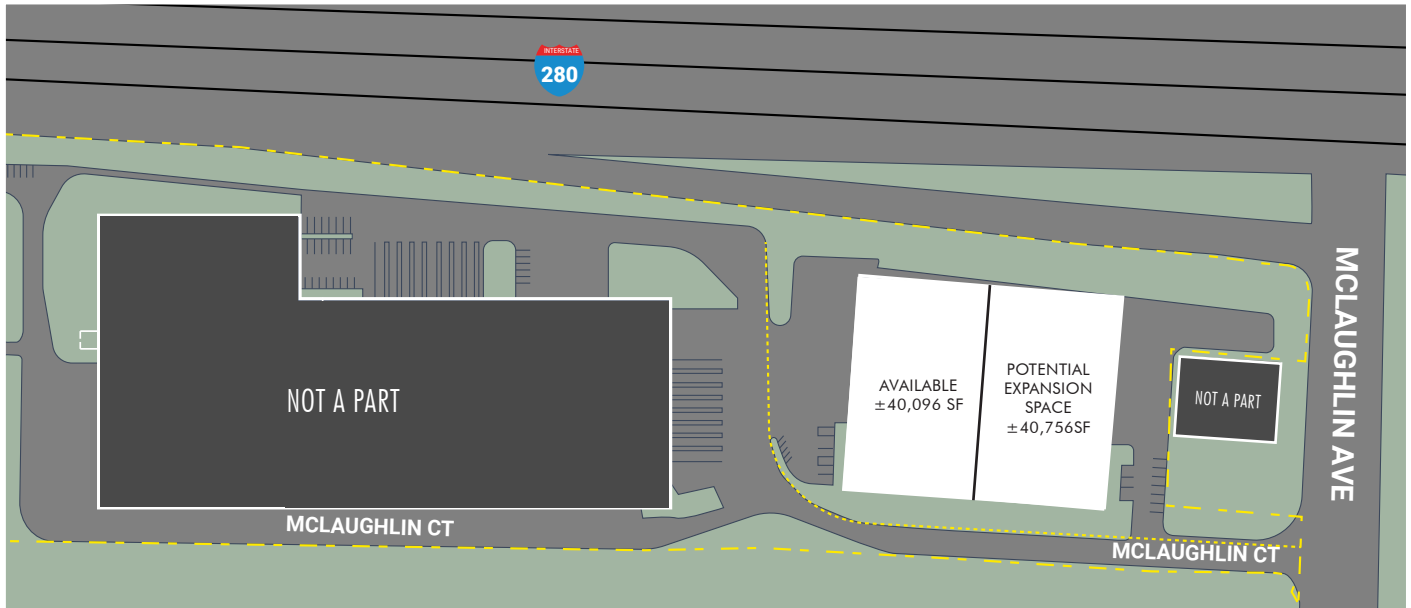 INTERSTATE
280
MCLAUGHLIN AVE
AVAILABLE
±40,096 SF
POTENTIAL
EXPANSION
SPACE
±40,756SF
NOT A PART
NOT A PART
MCLAUGHLIN CT
MCLAUGHLIN CT